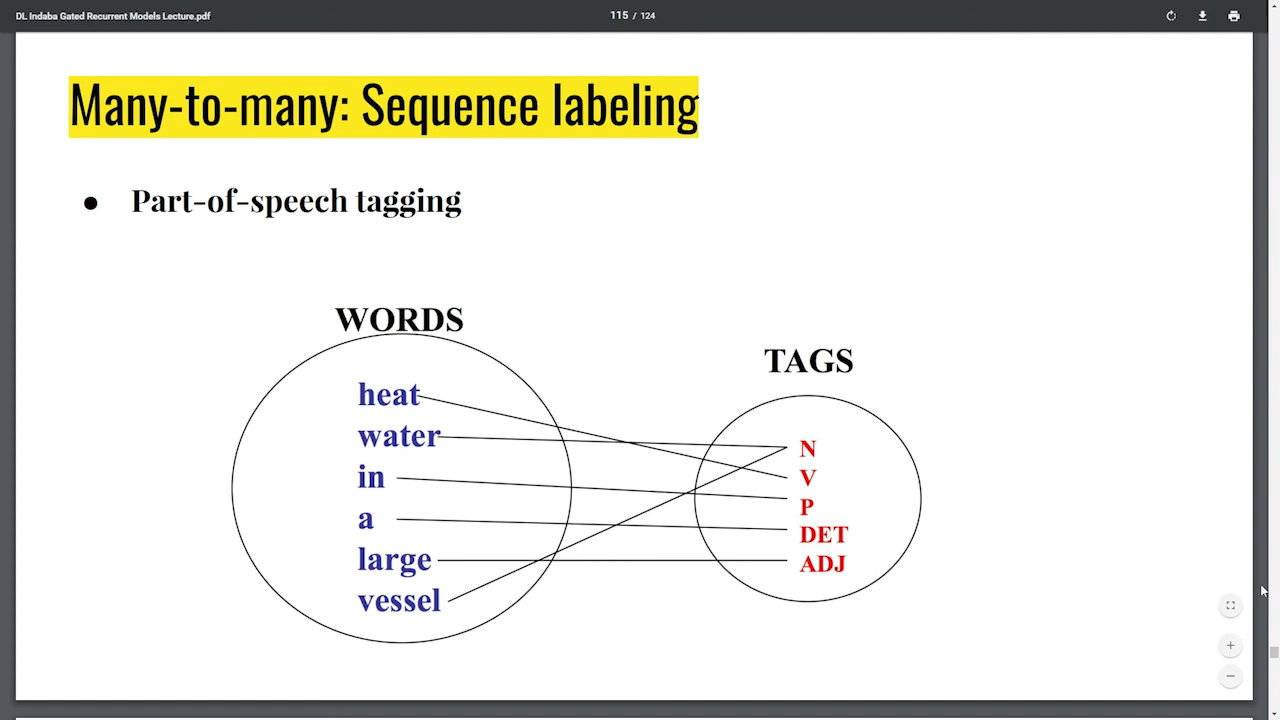 DL Indaba Gated Recurrent Models Lecture.pdf
115 / 124
Many-to-many: Sequence labeling
● Part-of-speech tagging
WORDS
heat
water
in
a
large
vessel
TAGS
N
V
P
DET
ADJ